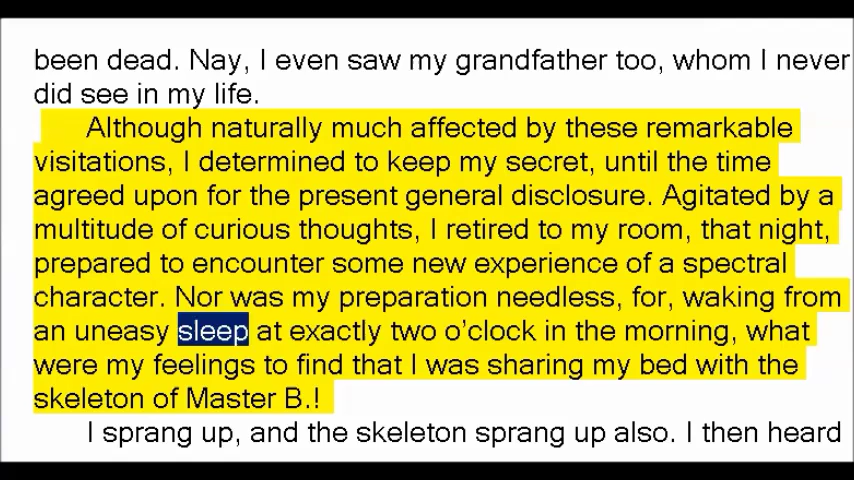 been dead. Nay, I even saw my grandfather too, whom I never
did see in my life.
Although naturally much affected by these remarkable
visitations, I determined to keep my secret, until the time
agreed upon for the present general disclosure. Agitated by a
multitude of curious thoughts, I retired to my room, that night,
prepared to encounter some new experience of a spectral
character. Nor was my preparation needless, for, waking from
an uneasy sleep at exactly two o’clock in the morning, what
were my feelings to find that I was sharing my bed with the
skeleton of Master B.!
I sprang up, and the skeleton sprang up also. I then heard